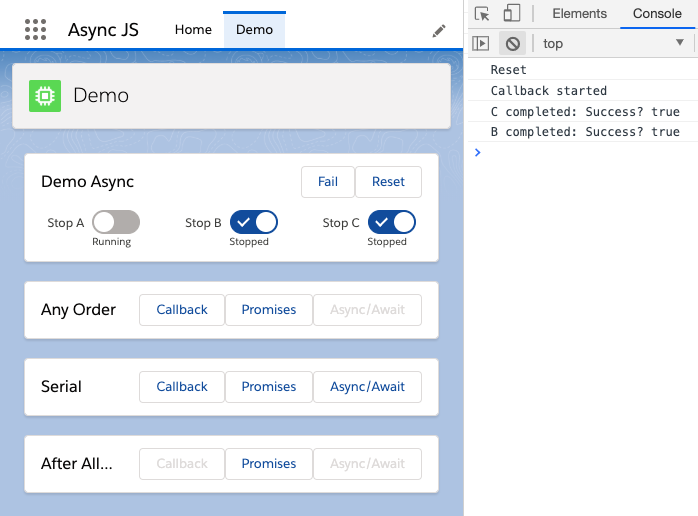 Async JS Home Demo
Demo
Demo Async Fail Reset
Stop A Stop B Stop C
Running Stopped Stopped
Any Order Callback Promises Async/Await
Serial Callback Promises Async/Await
After All... Callback Promises Async/Await
Elements Console
top
Reset
Callback started
C completed: Success? true
B completed: Success? true